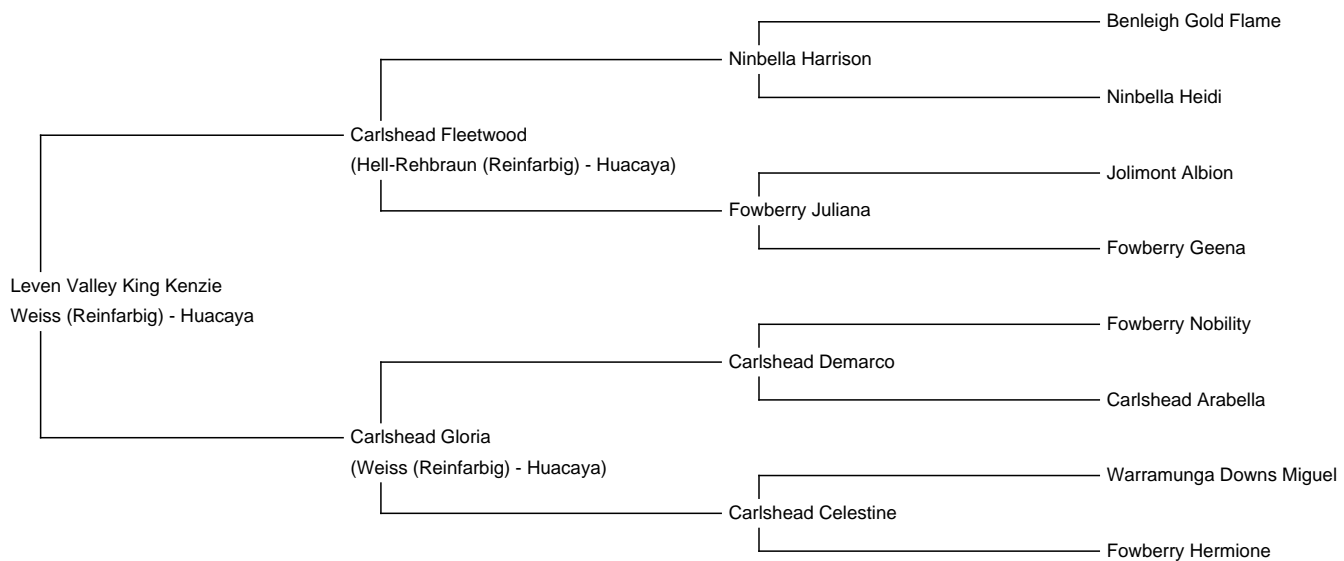 Benleigh Gold Flame
Ninbella Harrison
Ninbella Heidi
Carlshead Fleetwood
(Hell-Rehbraun (Reinfarbig) - Huacaya)
Jolimont Albion
Fowberry Juliana
Fowberry Geena
Leven Valley King Kenzie
Weiss (Reinfarbig) - Huacaya
Fowberry Nobility
Carlshead Demarco
Carlshead Arabella
Carlshead Gloria
(Weiss (Reinfarbig) - Huacaya)
Warramunga Downs Miguel
Carlshead Celestine
Fowberry Hermione